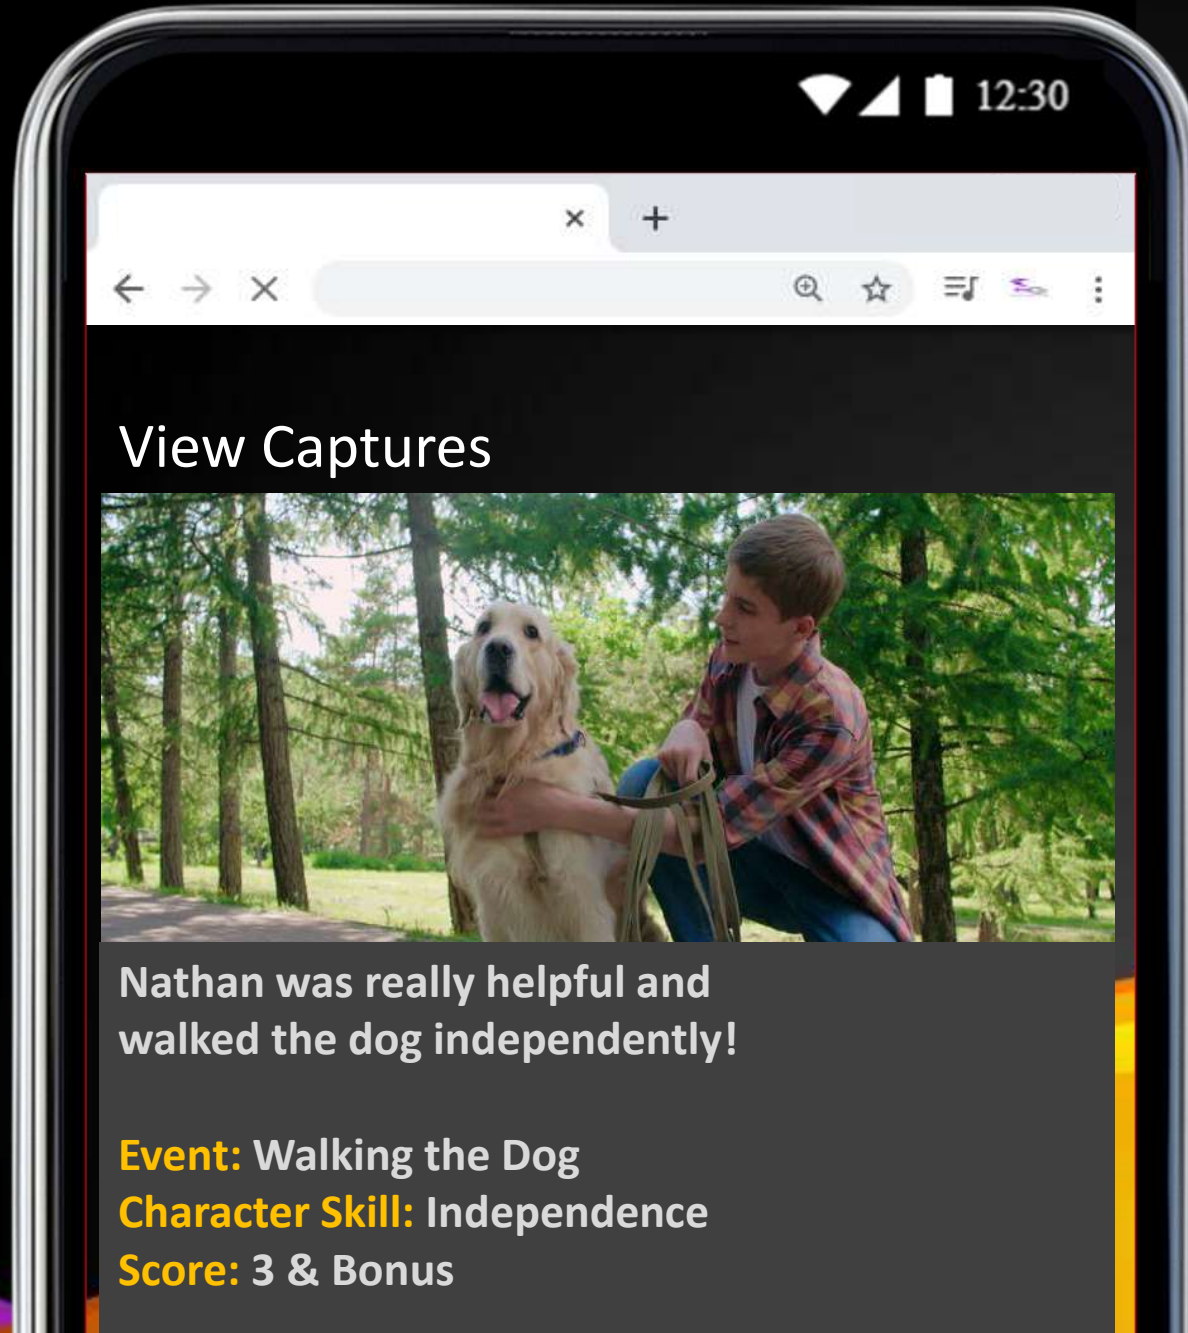 12:30
View Captures
Nathan was really helpful and
walked the dog independently!
Event: Walking the Dog
Character Skill: Independence
Score: 3 & Bonus